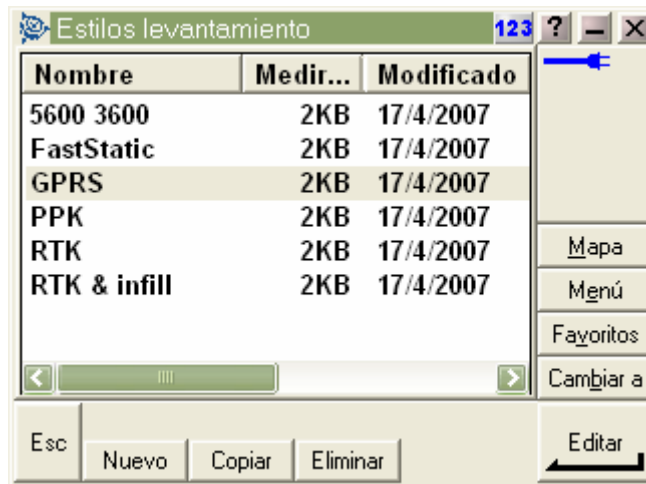 Estilos levantamiento 123 ? – X
Nombre Medir... Modificado
5600 3600 2KB 17/4/2007
FastStatic 2KB 17/4/2007
GPRS 2KB 17/4/2007
PPK 2KB 17/4/2007
RTK 2KB 17/4/2007
RTK & infill 2KB 17/4/2007
Mapa
Menú
Favoritos
Cambiar a
Esc Nuevo Copiar Eliminar Editar